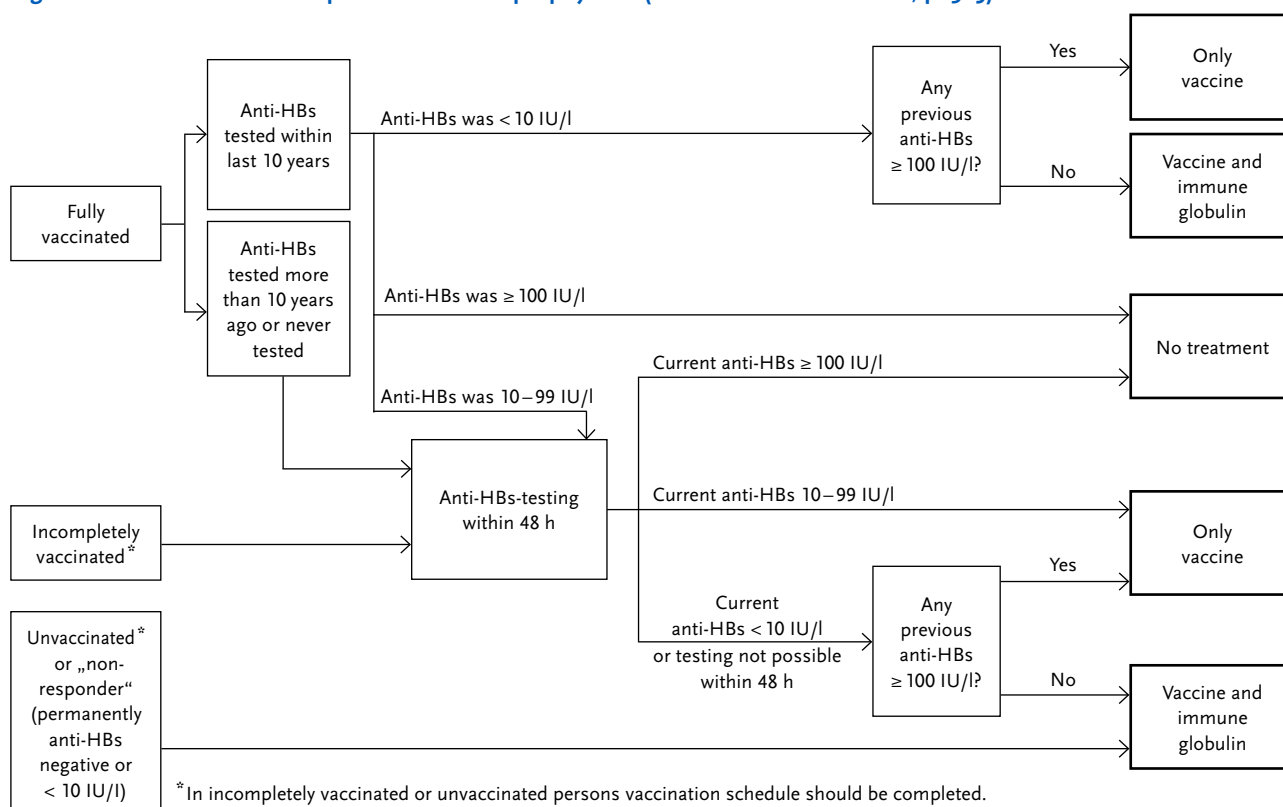 Anti-HBs
tested within
last 10 years
Anti-HBs was < 10 IU/l
Any
previous
anti-HBs
≥ 100 IU/l?
Yes
Only
vaccine
No
Vaccine and
immune
globulin
Fully
vaccinated
Anti-HBs
tested more
than 10 years
ago or never
tested
Anti-HBs was ≥ 100 IU/l
No treatment
Current anti-HBs ≥ 100 IU/l
Anti-HBs was 10–99 IU/l
Anti-HBs-testing
within 48 h
Current anti-HBs 10–99 IU/l
Only
vaccine
Incompletely
vaccinated*
Current
anti-HBs < 10 IU/l
or testing not possible
within 48 h
Any
previous
anti-HBs
≥ 100 IU/l?
Yes
No
Vaccine and
immune
globulin
Unvaccinated*
or „non-
responder“
(permanently
anti-HBs
negative or
< 10 IU/l)
*In incompletely vaccinated or unvaccinated persons vaccination schedule should be completed.